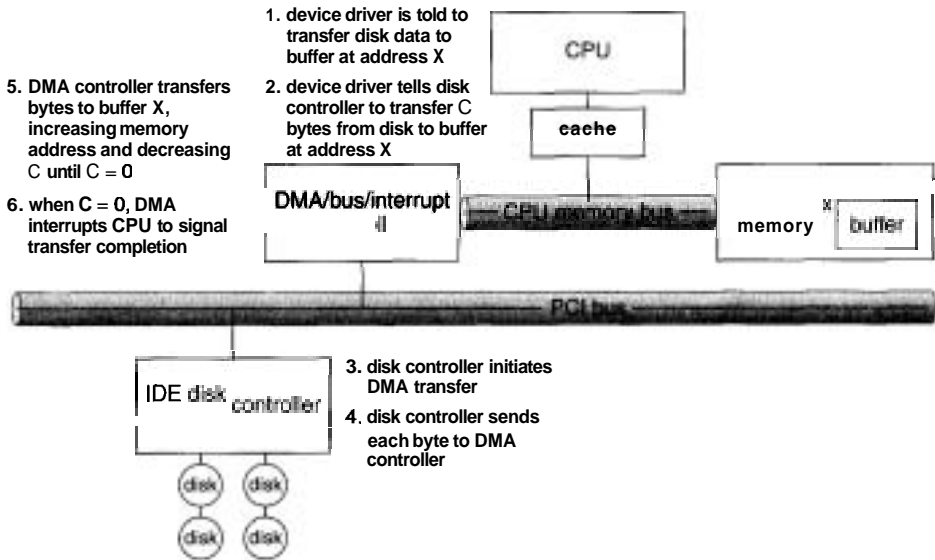 1. device driver is told to
transfer disk data to
buffer at address X
2. device driver tells disk
controller to transfer C
bytes from disk to buffer
at address X
5. DMA controller transfers
bytes to buffer X,
increasing memory
address and decreasing
C until C = 0
6. when C = 0, DMA
interrupts CPU to signal
transfer completion
CPU
cache
DMA/bus/interrupt
CPU memory bus
memory
X
buffer
PCI bus
IDE disk
controller
3. disk controller initiates
DMA transfer
4. disk controller sends
each byte to DMA
controller
disk
disk
disk
disk